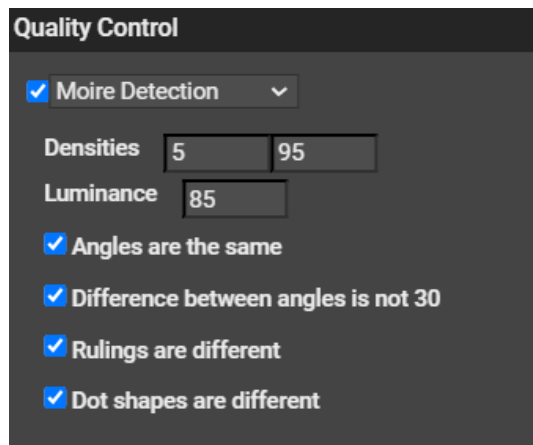 Quality Control
Moire Detection
Densities 5 95
Luminance 85
Angles are the same
Difference between angles is not 30
Rulings are different
Dot shapes are different